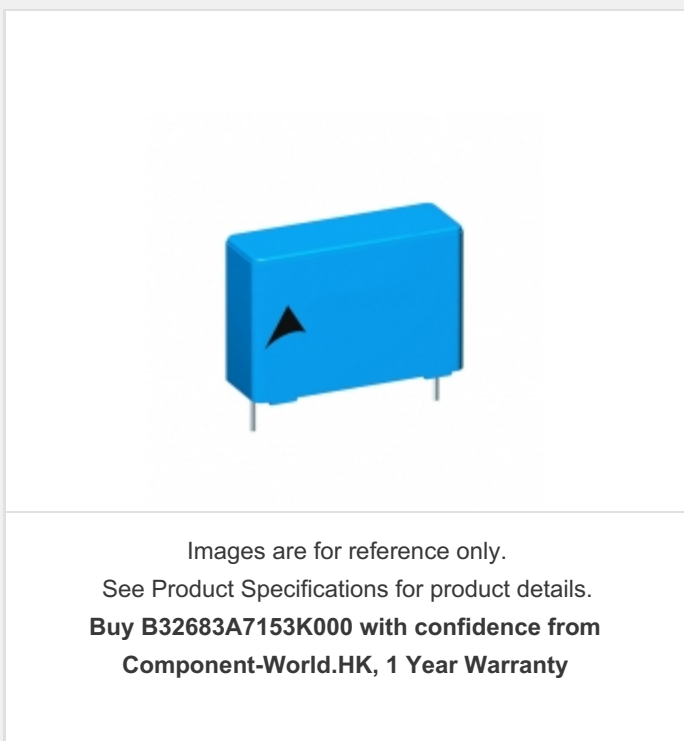 Images are for reference only.
See Product Specifications for product details.
Buy B32683A7153K000 with confidence from
Component-World.HK, 1 Year Warranty